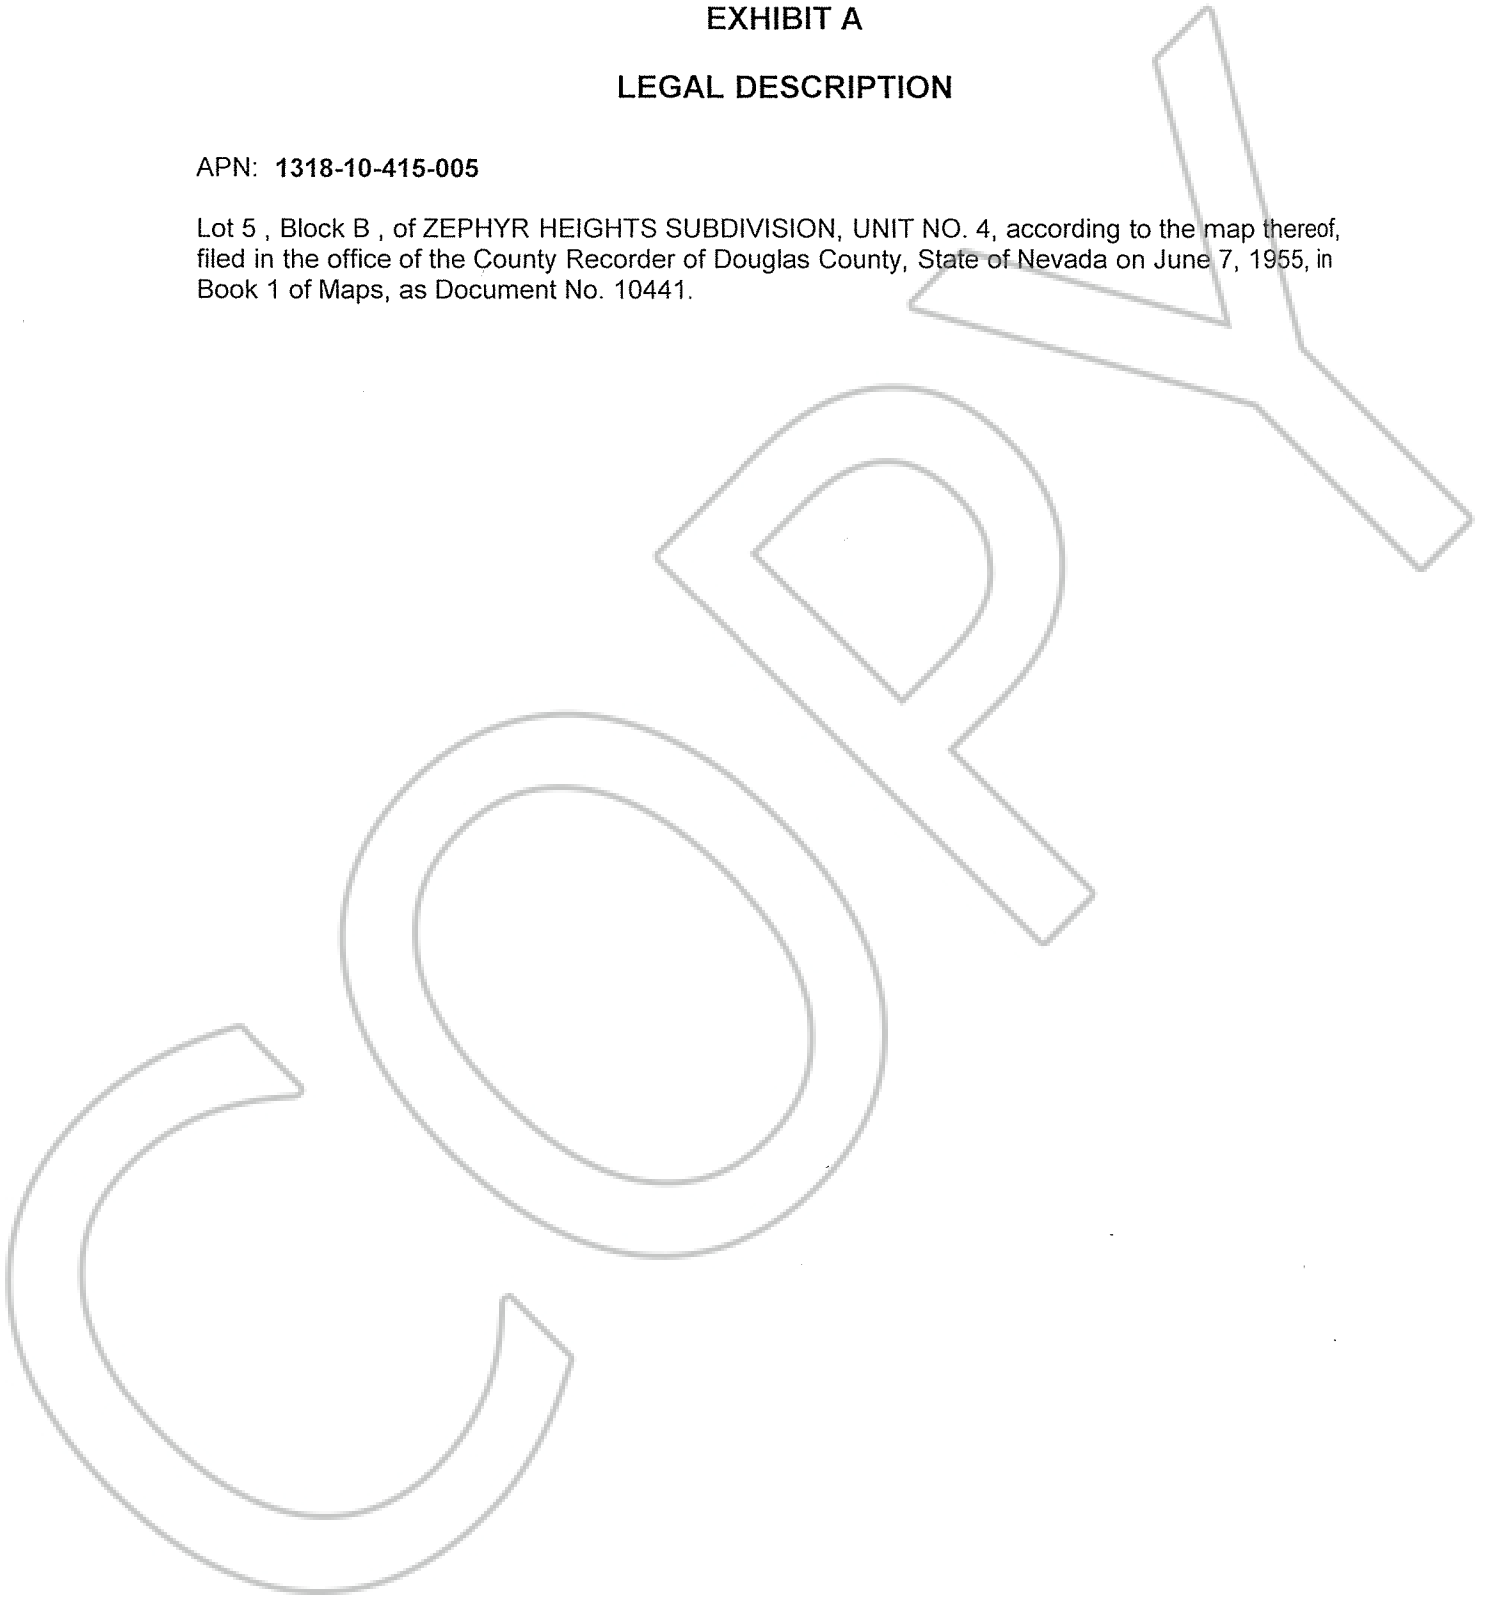 EXHIBIT A
LEGAL DESCRIPTION
APN: 1318-10-415-005
Lot 5 , Block B , of ZEPHYR HEIGHTS SUBDIVISION, UNIT NO. 4, according to the map thereof,
filed in the office of the County Recorder of Douglas County, State of Nevada on June 7, 1955, in
Book 1 of Maps, as Document No. 10441.
COPY